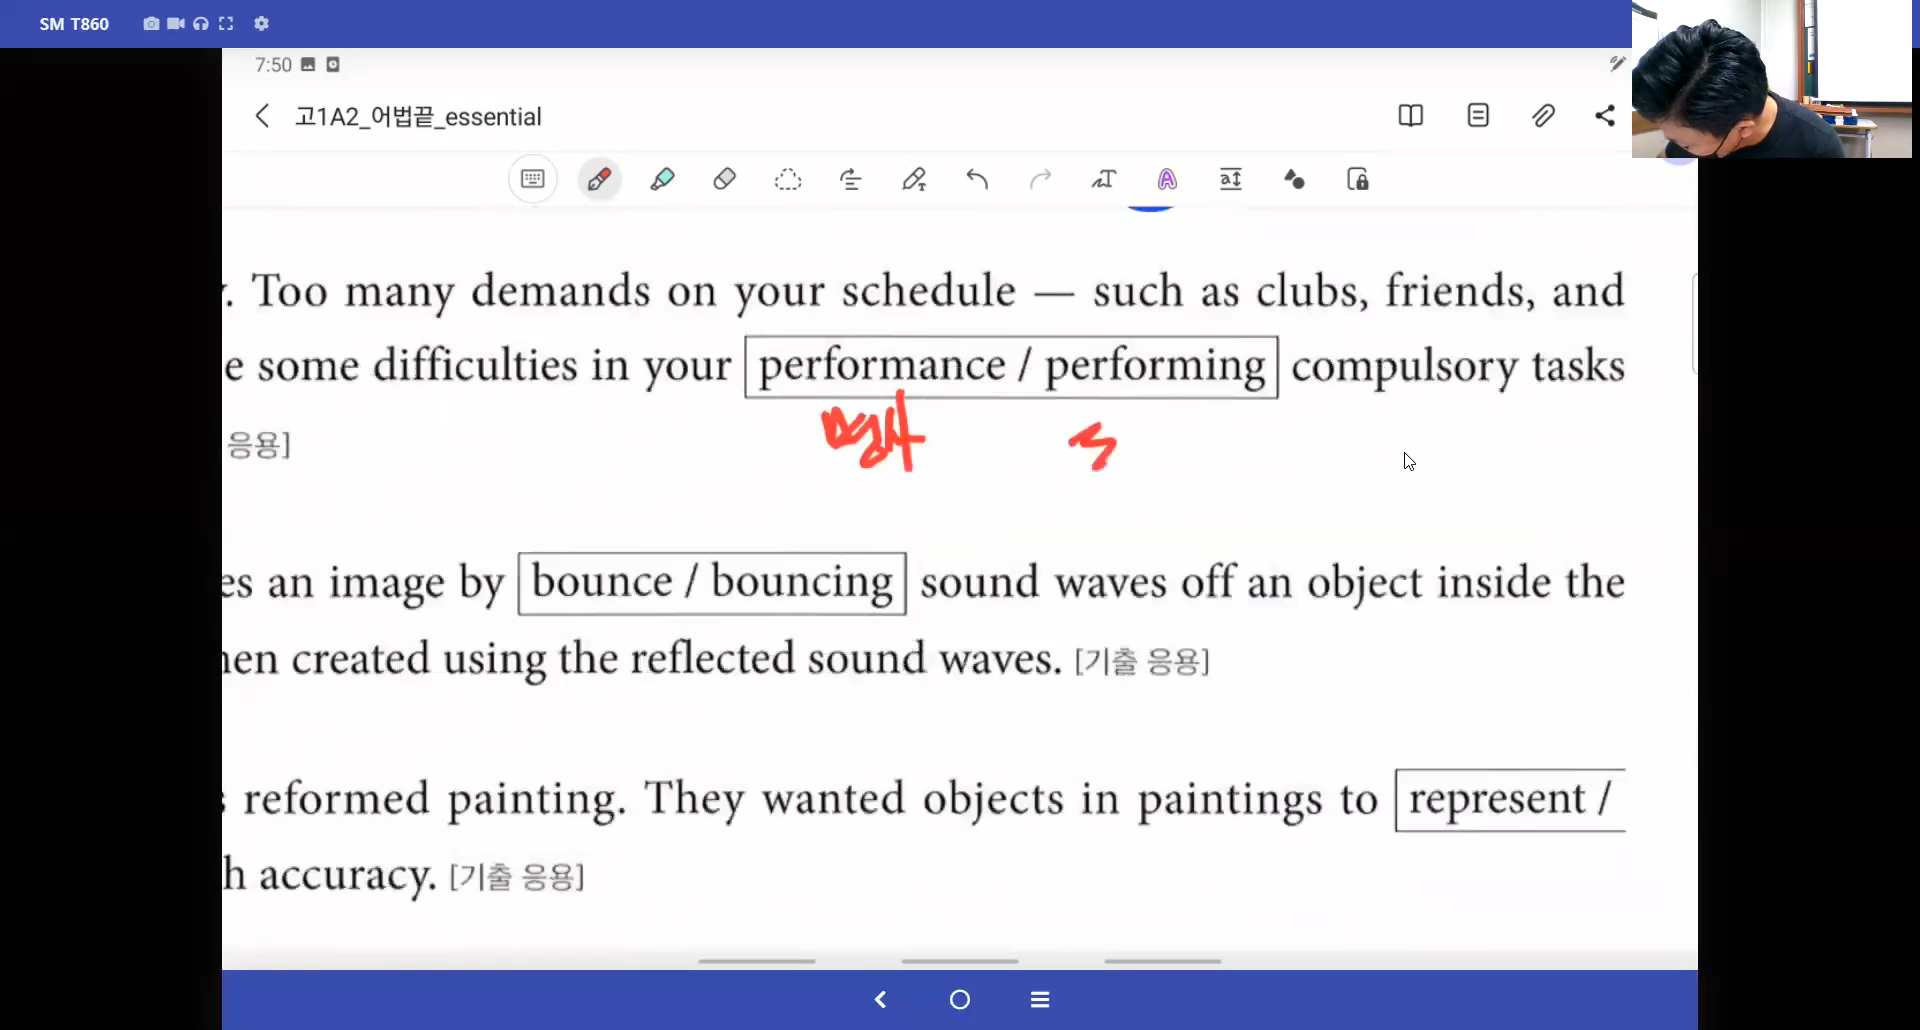 SM T860
7:50
고1A2_어법끝_essential
. Too many demands on your schedule — such as clubs, friends, and
e some difficulties in your performance / performing compulsory tasks
명사
응용]
es an image by bounce / bouncing sound waves off an object inside the
hen created using the reflected sound waves. [기출 응용]
reformed painting. They wanted objects in paintings to represent /
h accuracy. [기출 응용]